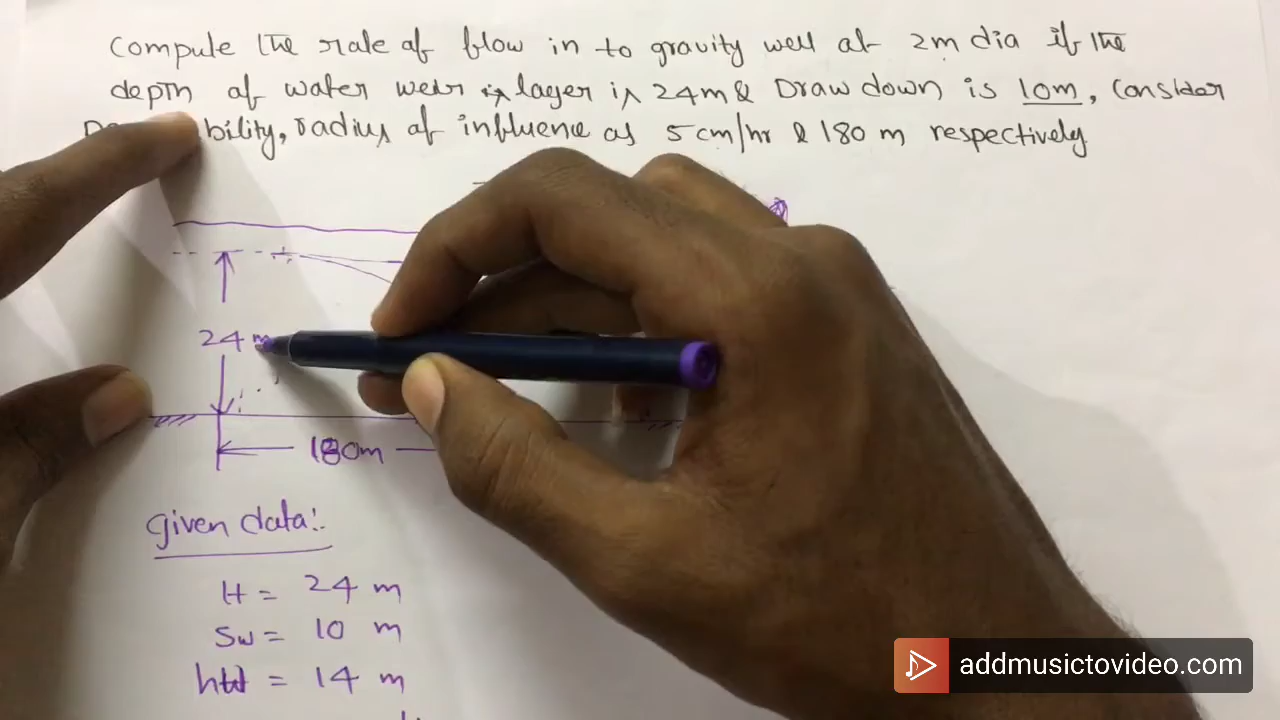 Compute the rate of flow in to gravity well at 2m dia if the
depth of water weir in layer is 24m & Draw down is 10m, Consider
bility, radius of influence as 5 cm/hr & 180 m respectively
24 m
180m
given data:
H = 24 m
Sw = 10 m
hw = 14 m
addmusictovideo.com